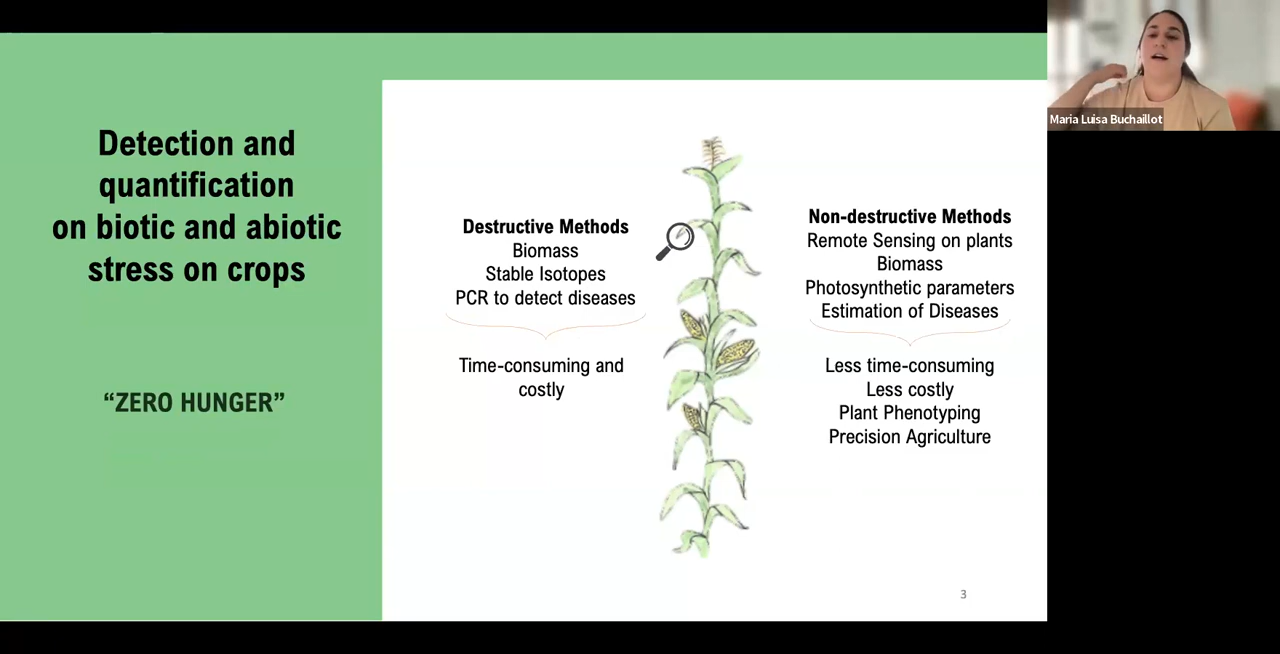 Detection and
quantification
on biotic and abiotic
stress on crops
“ZERO HUNGER”
Destructive Methods
Biomass
Stable Isotopes
PCR to detect diseases
Time-consuming and
costly
Non-destructive Methods
Remote Sensing on plants
Biomass
Photosynthetic parameters
Estimation of Diseases
Less time-consuming
Less costly
Plant Phenotyping
Precision Agriculture
3
Maria Luisa Buchaillot